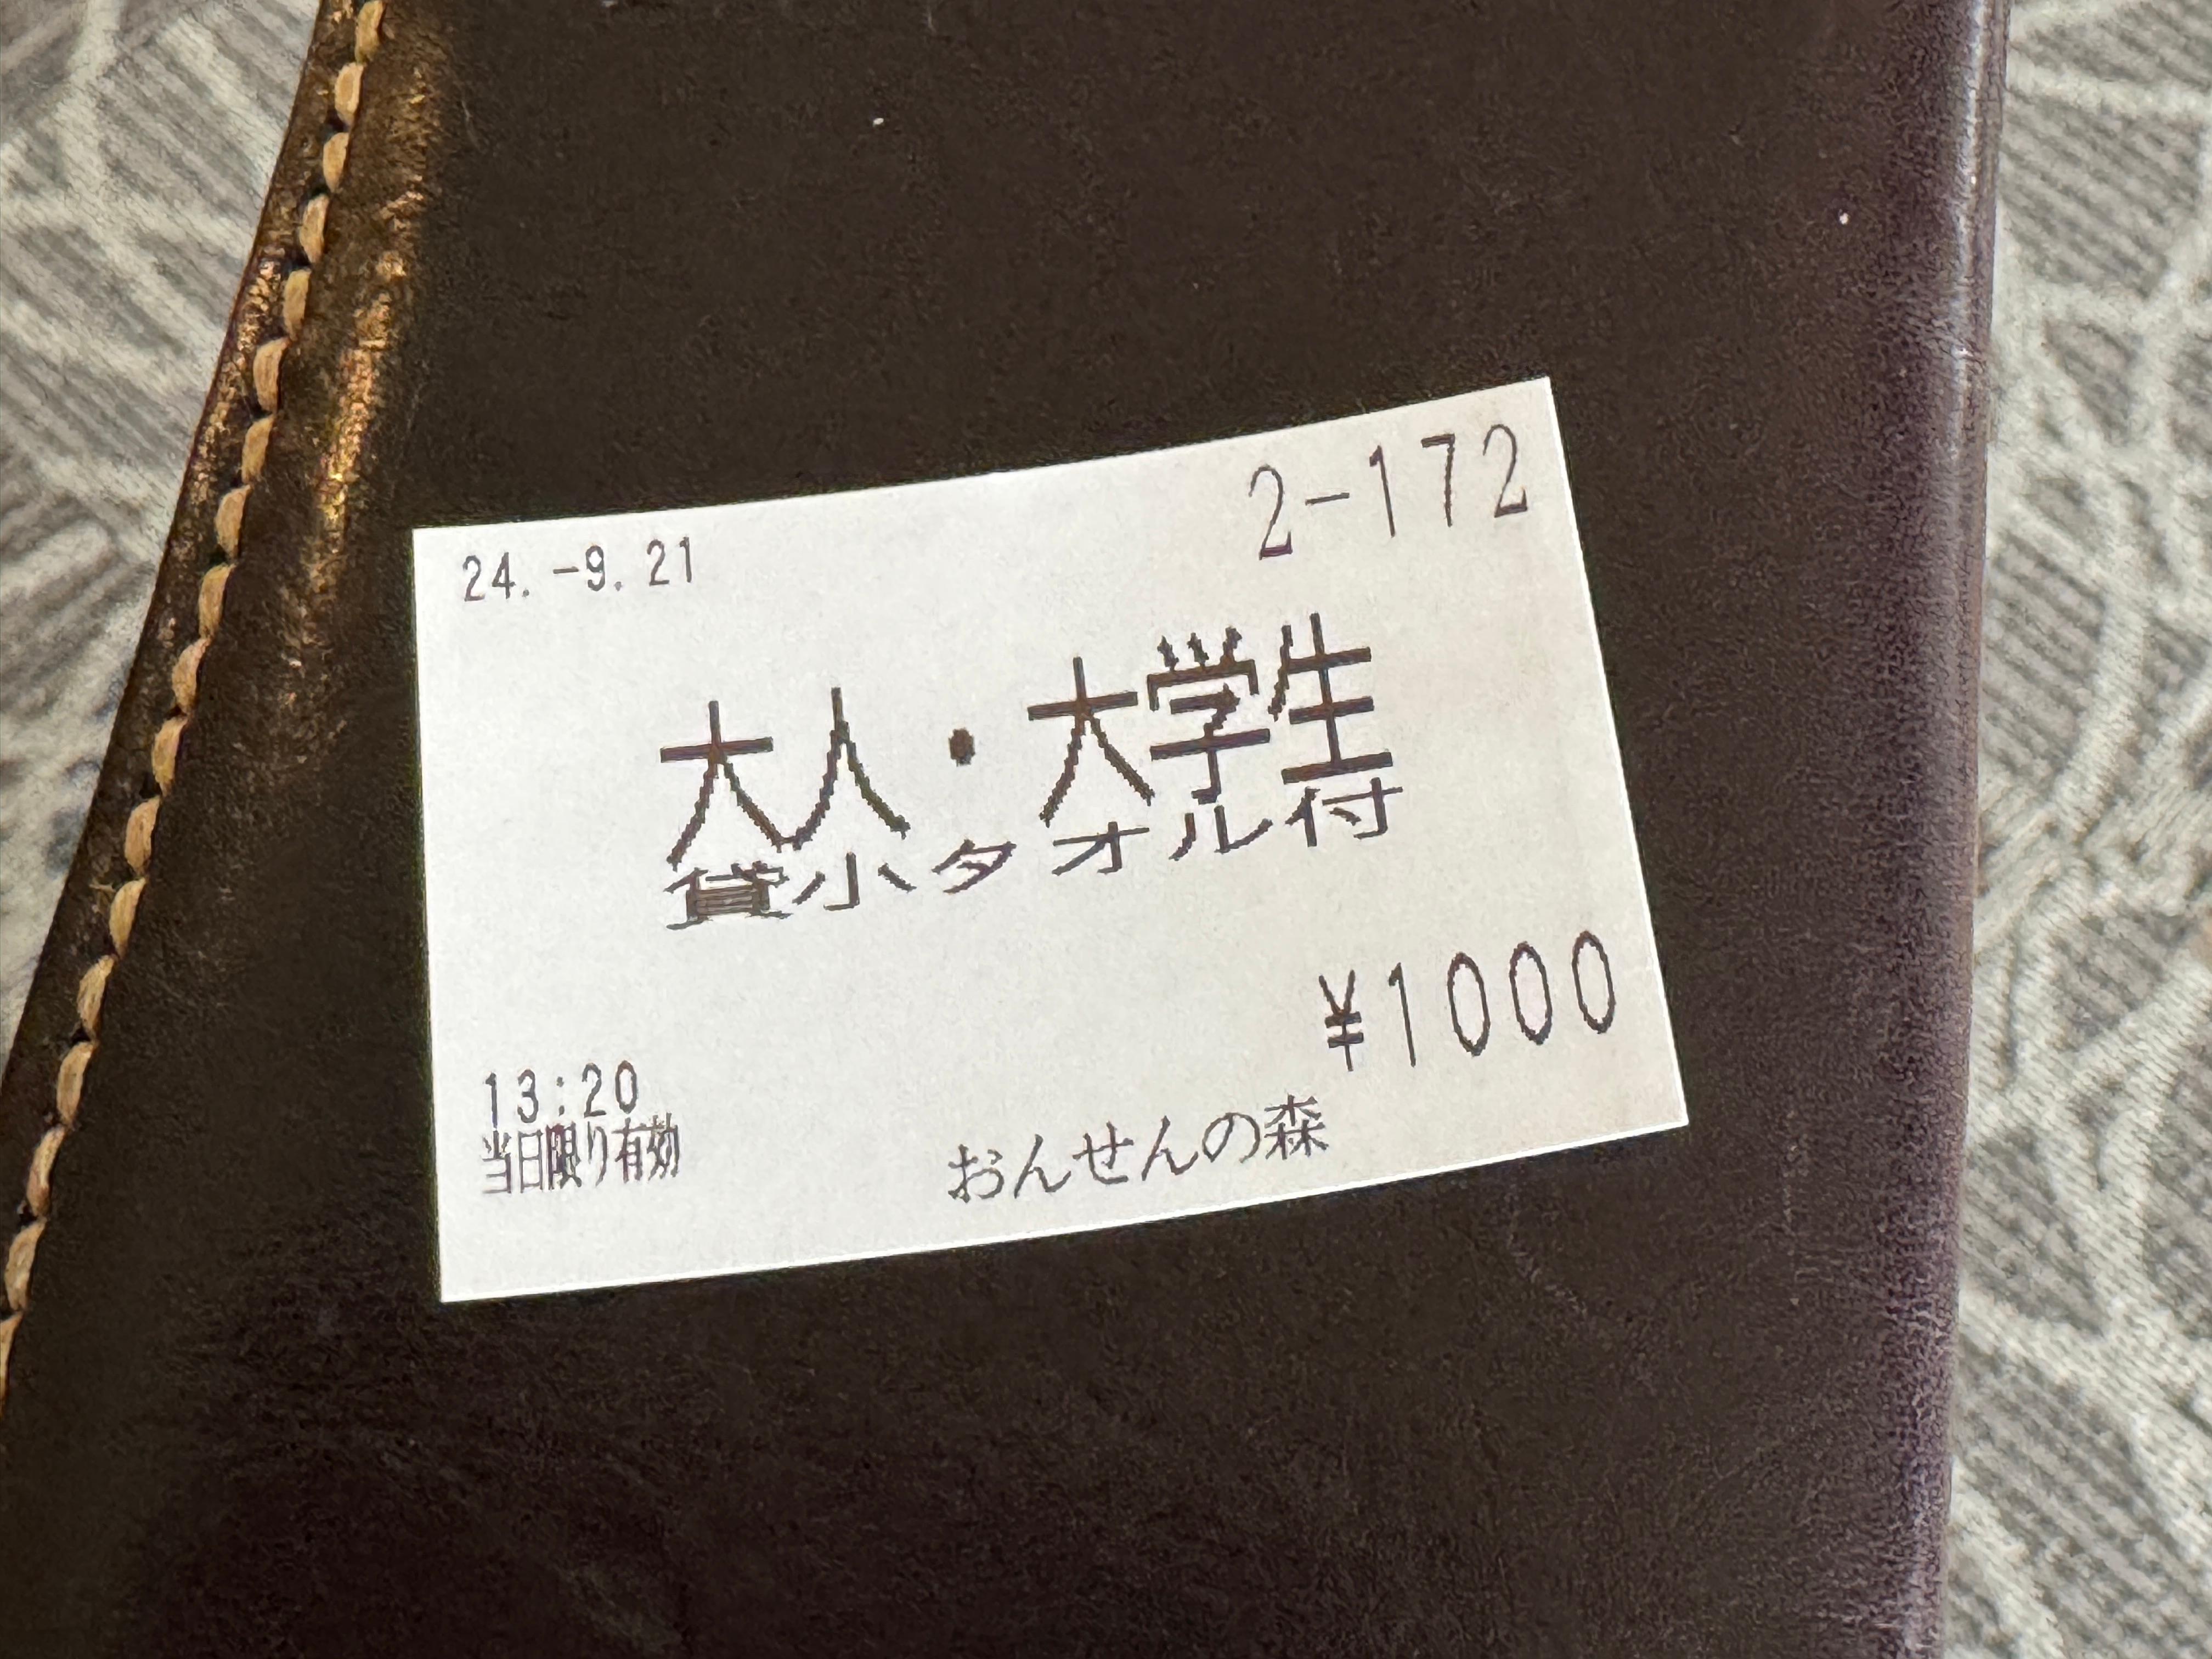 2-172
24.-9.21
大人・大学生
貸小タオル付
¥1000
13:20
当日限り有効
おんせんの森